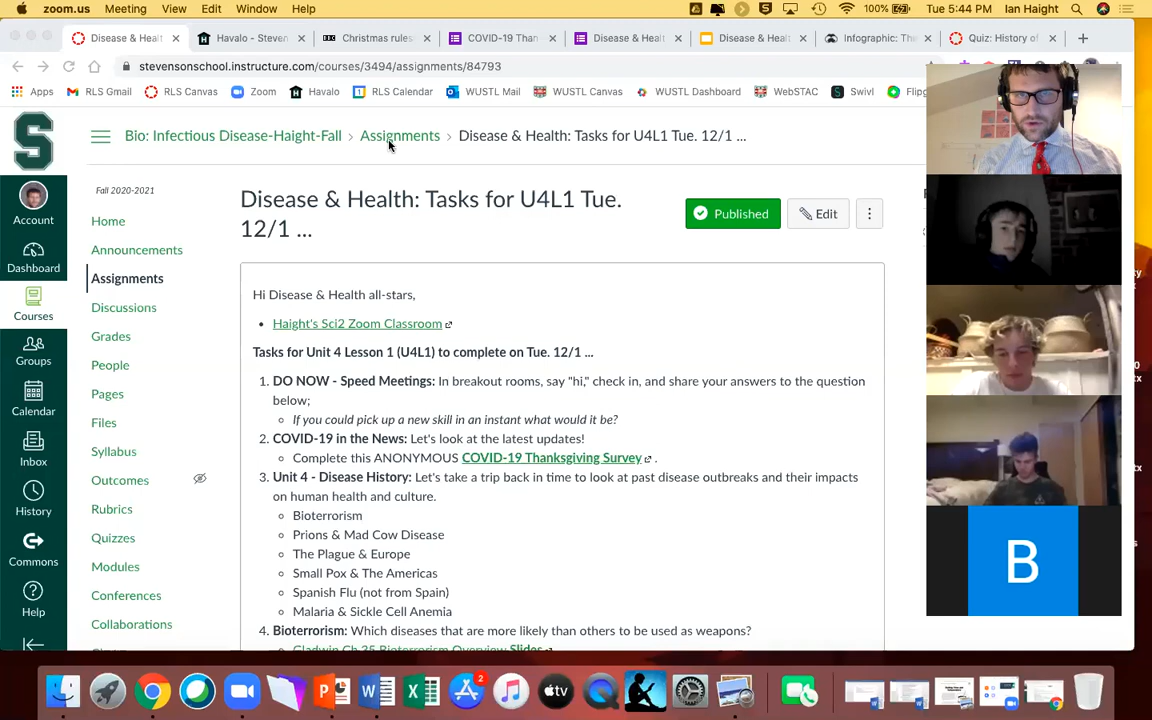 zoom.us Meeting View Edit Window Help 100% Tue 5:44 PM Ian Haight
Disease & Healt Havalo - Steven Christmas rules COVID-19 Than Disease & Healt Disease & Healt Infographic: The Quiz: History of
stevensonschool.instructure.com/courses/3494/assignments/84793
Apps RLS Gmail RLS Canvas Zoom Havalo RLS Calendar WUSTL Mail WUSTL Canvas WUSTL Dashboard WebSTAC Swivl Flipg
Bio: Infectious Disease-Haight-Fall › Assignments › Disease & Health: Tasks for U4L1 Tue. 12/1 ...
S
Account
Dashboard
Courses
Groups
Calendar
Inbox
History
Commons
Help
Fall 2020-2021
Home
Announcements
Assignments
Discussions
Grades
People
Pages
Files
Syllabus
Outcomes
Rubrics
Quizzes
Modules
Conferences
Collaborations
Disease & Health: Tasks for U4L1 Tue.
12/1 ...
Published Edit
Hi Disease & Health all-stars,
• Haight's Sci2 Zoom Classroom
Tasks for Unit 4 Lesson 1 (U4L1) to complete on Tue. 12/1 ...
1. DO NOW - Speed Meetings: In breakout rooms, say "hi," check in, and share your answers to the question
below;
If you could pick up a new skill in an instant what would it be?
2. COVID-19 in the News: Let's look at the latest updates!
Complete this ANONYMOUS COVID-19 Thanksgiving Survey .
3. Unit 4 - Disease History: Let's take a trip back in time to look at past disease outbreaks and their impacts
on human health and culture.
Bioterrorism
Prions & Mad Cow Disease
The Plague & Europe
Small Pox & The Americas
Spanish Flu (not from Spain)
Malaria & Sickle Cell Anemia
4. Bioterrorism: Which diseases that are more likely than others to be used as weapons?
Gladwin Ch 35 Bioterrorism Overview Slides
B
2
tv